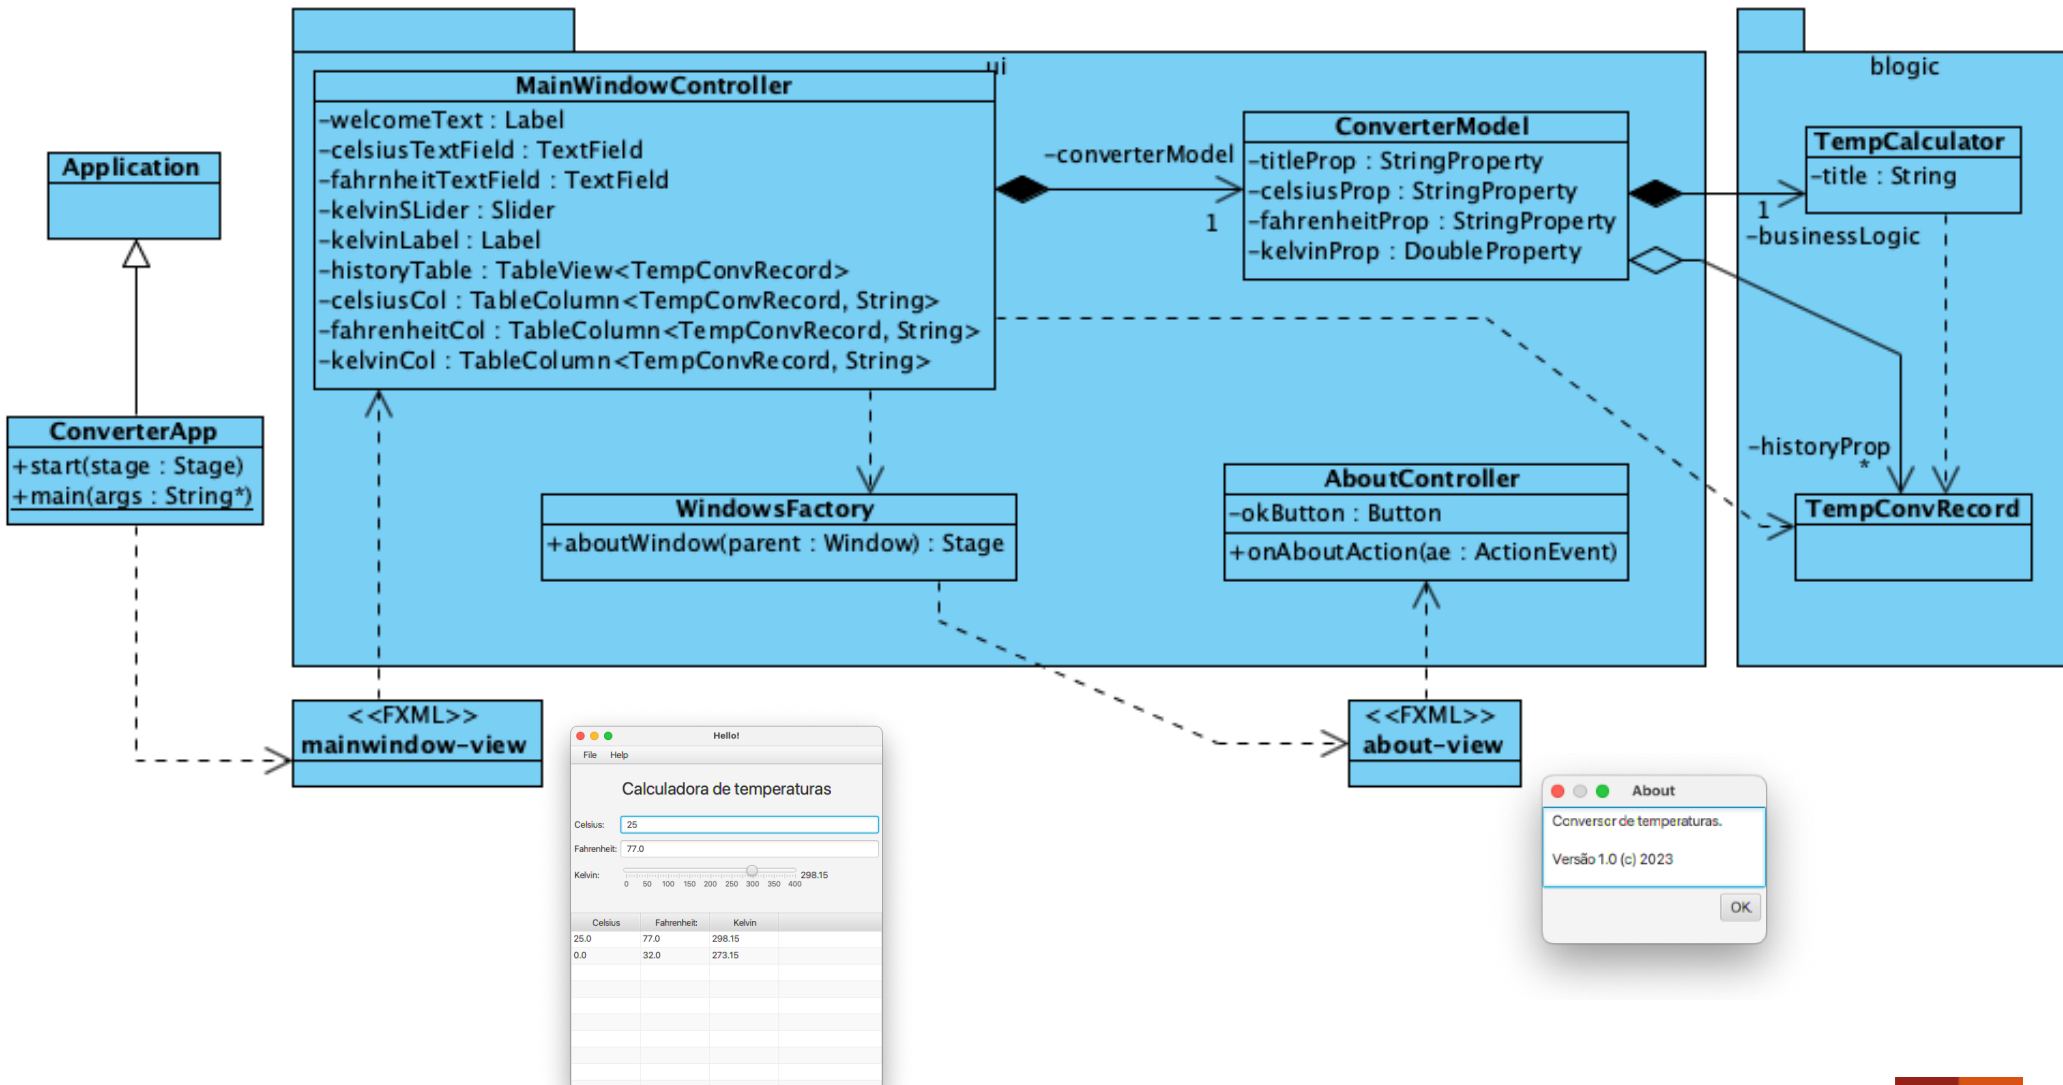 ui
MainWindowController
-welcomeText : Label
-celsiusTextField : TextField
-fahrnheitTextField : TextField
-kelvinSLider : Slider
-kelvinLabel : Label
-historyTable : TableView<TempConvRecord>
-celsiusCol : TableColumn<TempConvRecord, String>
-fahrenheitCol : TableColumn<TempConvRecord, String>
-kelvinCol : TableColumn<TempConvRecord, String>
-converterModel
1
ConverterModel
-titleProp : StringProperty
-celsiusProp : StringProperty
-fahrenheitProp : StringProperty
-kelvinProp : DoubleProperty
blogic
TempCalculator
-title : String
1
-businessLogic
-historyProp
*
TempConvRecord
Application
ConverterApp
+start(stage : Stage)
+main(args : String*)
WindowsFactory
+aboutWindow(parent : Window) : Stage
AboutController
-okButton : Button
+onAboutAction(ae : ActionEvent)
<<FXML>>
mainwindow-view
<<FXML>>
about-view
Hello!
File Help
Calculadora de temperaturas
Celsius: 25
Fahrenheit: 77.0
Kelvin: 298.15
0 50 100 150 200 250 300 350 400
Celsius Fahrenheit: Kelvin
25.0 77.0 298.15
0.0 32.0 273.15
About
Conversor de temperaturas.
Versão 1.0 (c) 2023
OK